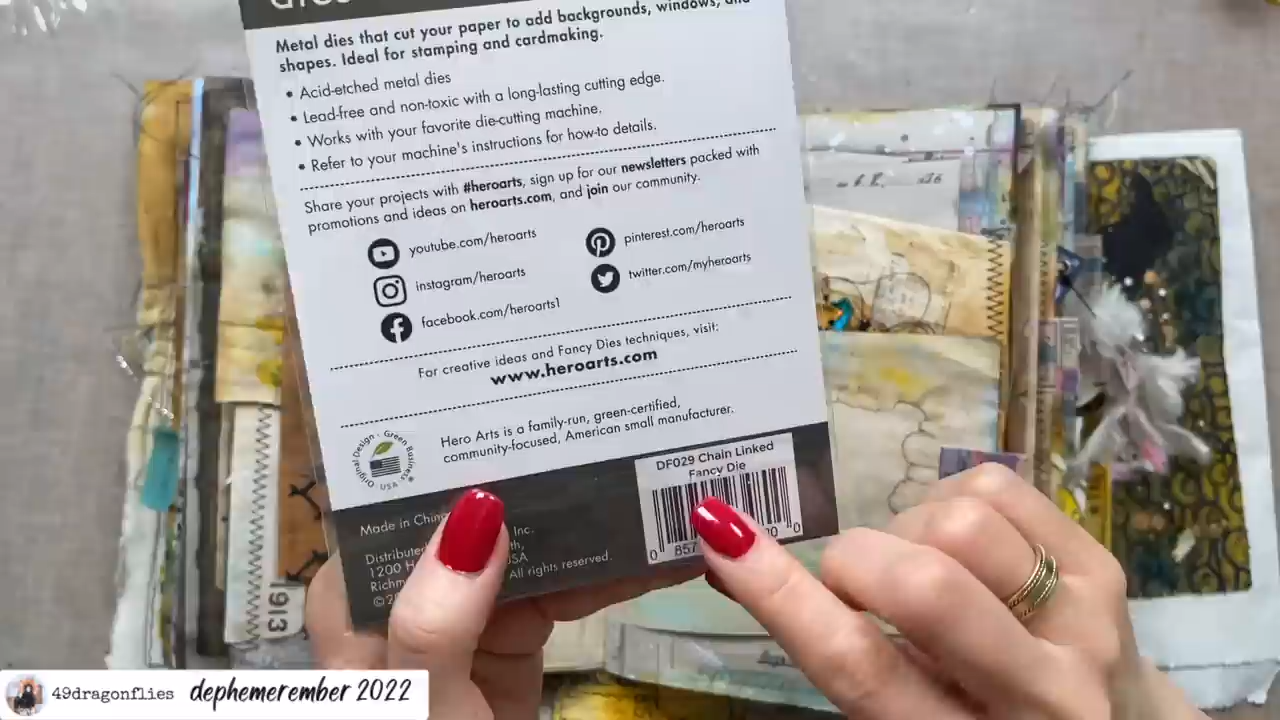 Metal dies that cut your paper to add backgrounds, windows, and
shapes. Ideal for stamping and cardmaking.
• Acid-etched metal dies
• Lead-free and non-toxic with a long-lasting cutting edge.
• Works with your favorite die-cutting machine.
• Refer to your machine's instructions for how-to details.
Share your projects with #heroarts, sign up for our newsletters packed with
promotions and ideas on heroarts.com, and join our community.
youtube.com/heroarts
pinterest.com/heroarts
instagram/heroarts
twitter.com/myheroarts
facebook.com/heroarts1
For creative ideas and Fancy Dies techniques, visit:
www.heroarts.com
Original Design · Green Business
USA
Hero Arts is a family-run, green-certified,
community-focused, American small manufacturer.
DF029 Chain Linked
Fancy Die
0 857
0
Made in
Inc.
1200
All rights reserved.
913
49dragonflies dephemerember 2022